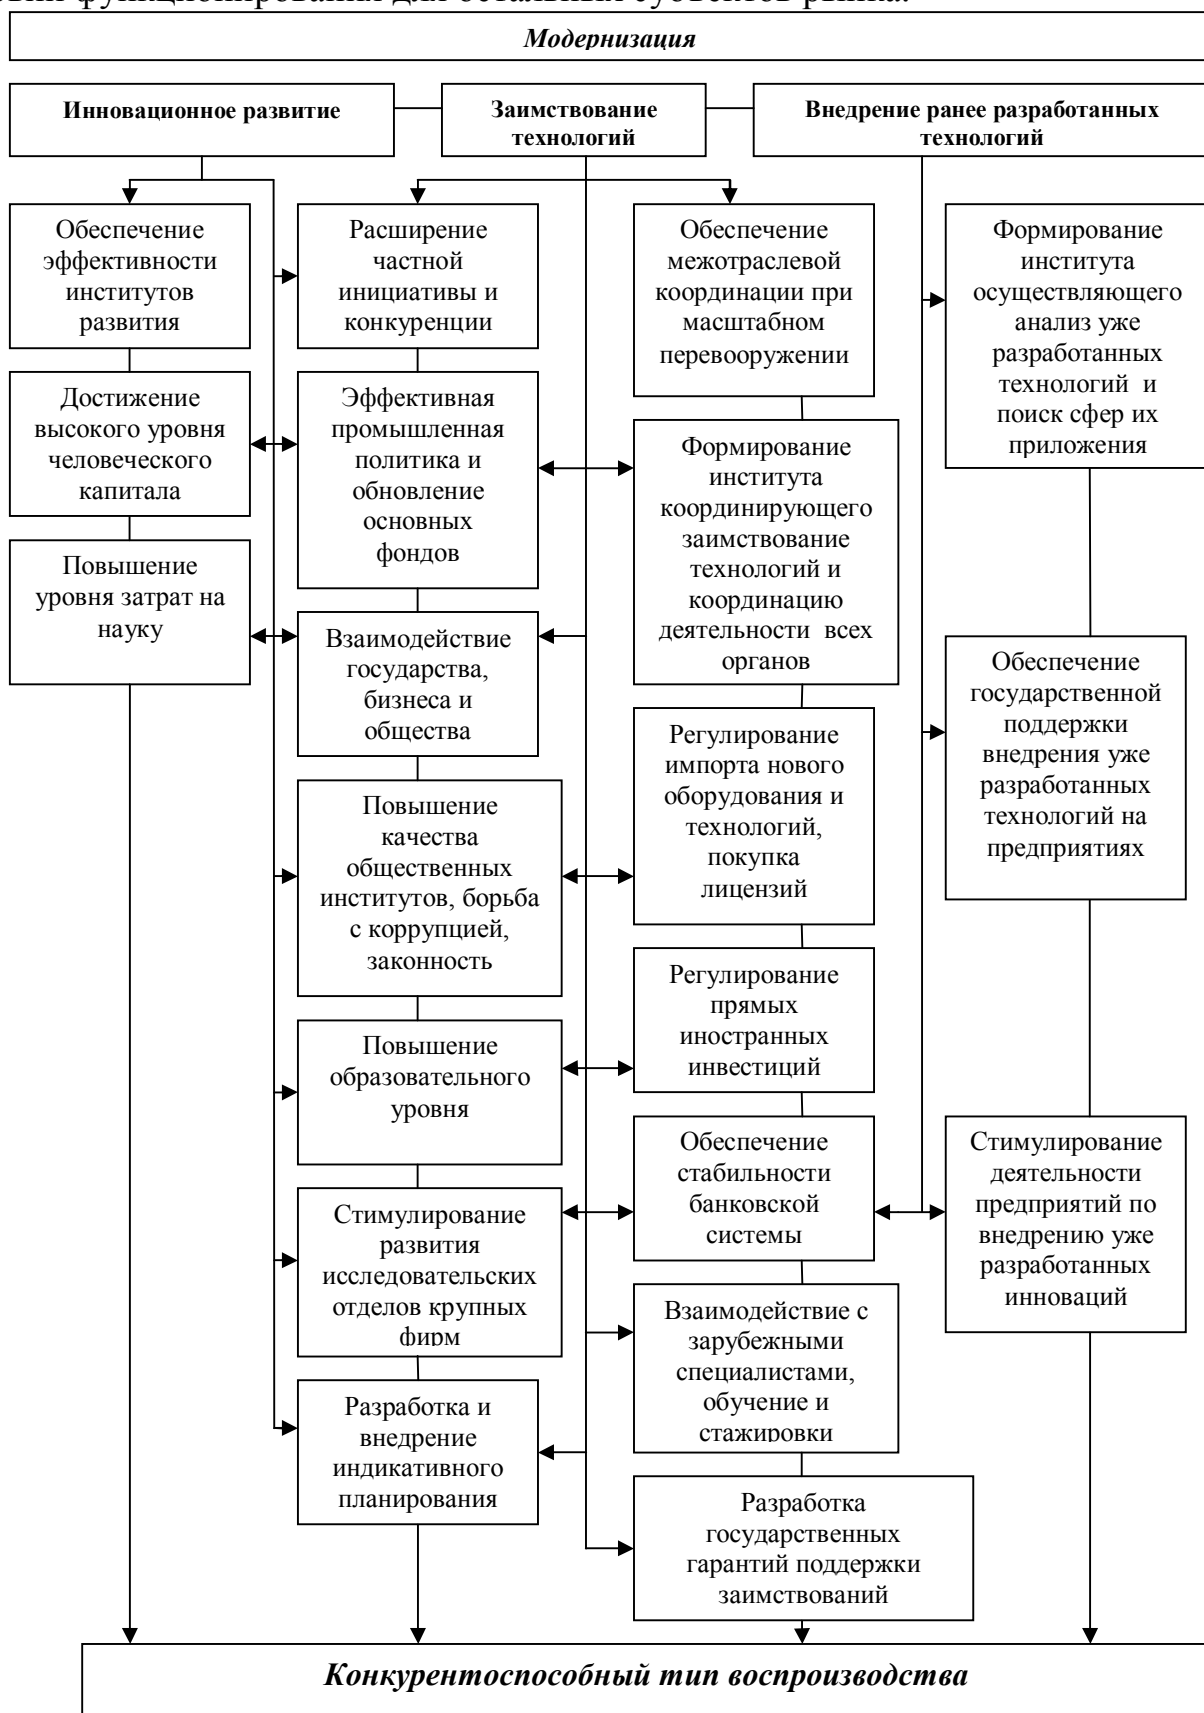 функционирования для остальных субъектов рынка.
Модернизация
Инновационное развитие
Заимствование
технологий
Внедрение ранее разработанных
технологий
Обеспечение
эффективности
институтов
развития
Достижение
высокого уровня
человеческого
капитала
Повышение
уровня затрат на
науку
Расширение
частной
инициативы и
конкуренции
Эффективная
промышленная
политика и
обновление
основных
фондов
Взаимодействие
государства,
бизнеса и
общества
Повышение
качества
общественных
институтов, борьба
с коррупцией,
законность
Повышение
образовательного
уровня
Стимулирование
развития
исследовательских
отделов крупных
фирм
Разработка и
внедрение
индикативного
планирования
Обеспечение
межотраслевой
координации при
масштабном
перевооружении
Формирование
института
координирующего
заимствование
технологий и
координацию
деятельности всех
органов
Регулирование
импорта нового
оборудования и
технологий,
покупка
лицензий
Регулирование
прямых
иностранных
инвестиций
Обеспечение
стабильности
банковской
системы
Взаимодействие с
зарубежными
специалистами,
обучение и
стажировки
Разработка
государственных
гарантий поддержки
заимствований
Формирование
института
осуществляющего
анализ уже
разработанных
технологий и
поиск сфер их
приложения
Обеспечение
государственной
поддержки
внедрения уже
разработанных
технологий на
предприятиях
Стимулирование
деятельности
предприятий по
внедрению уже
разработанных
инноваций
Конкурентоспособный тип воспроизводства